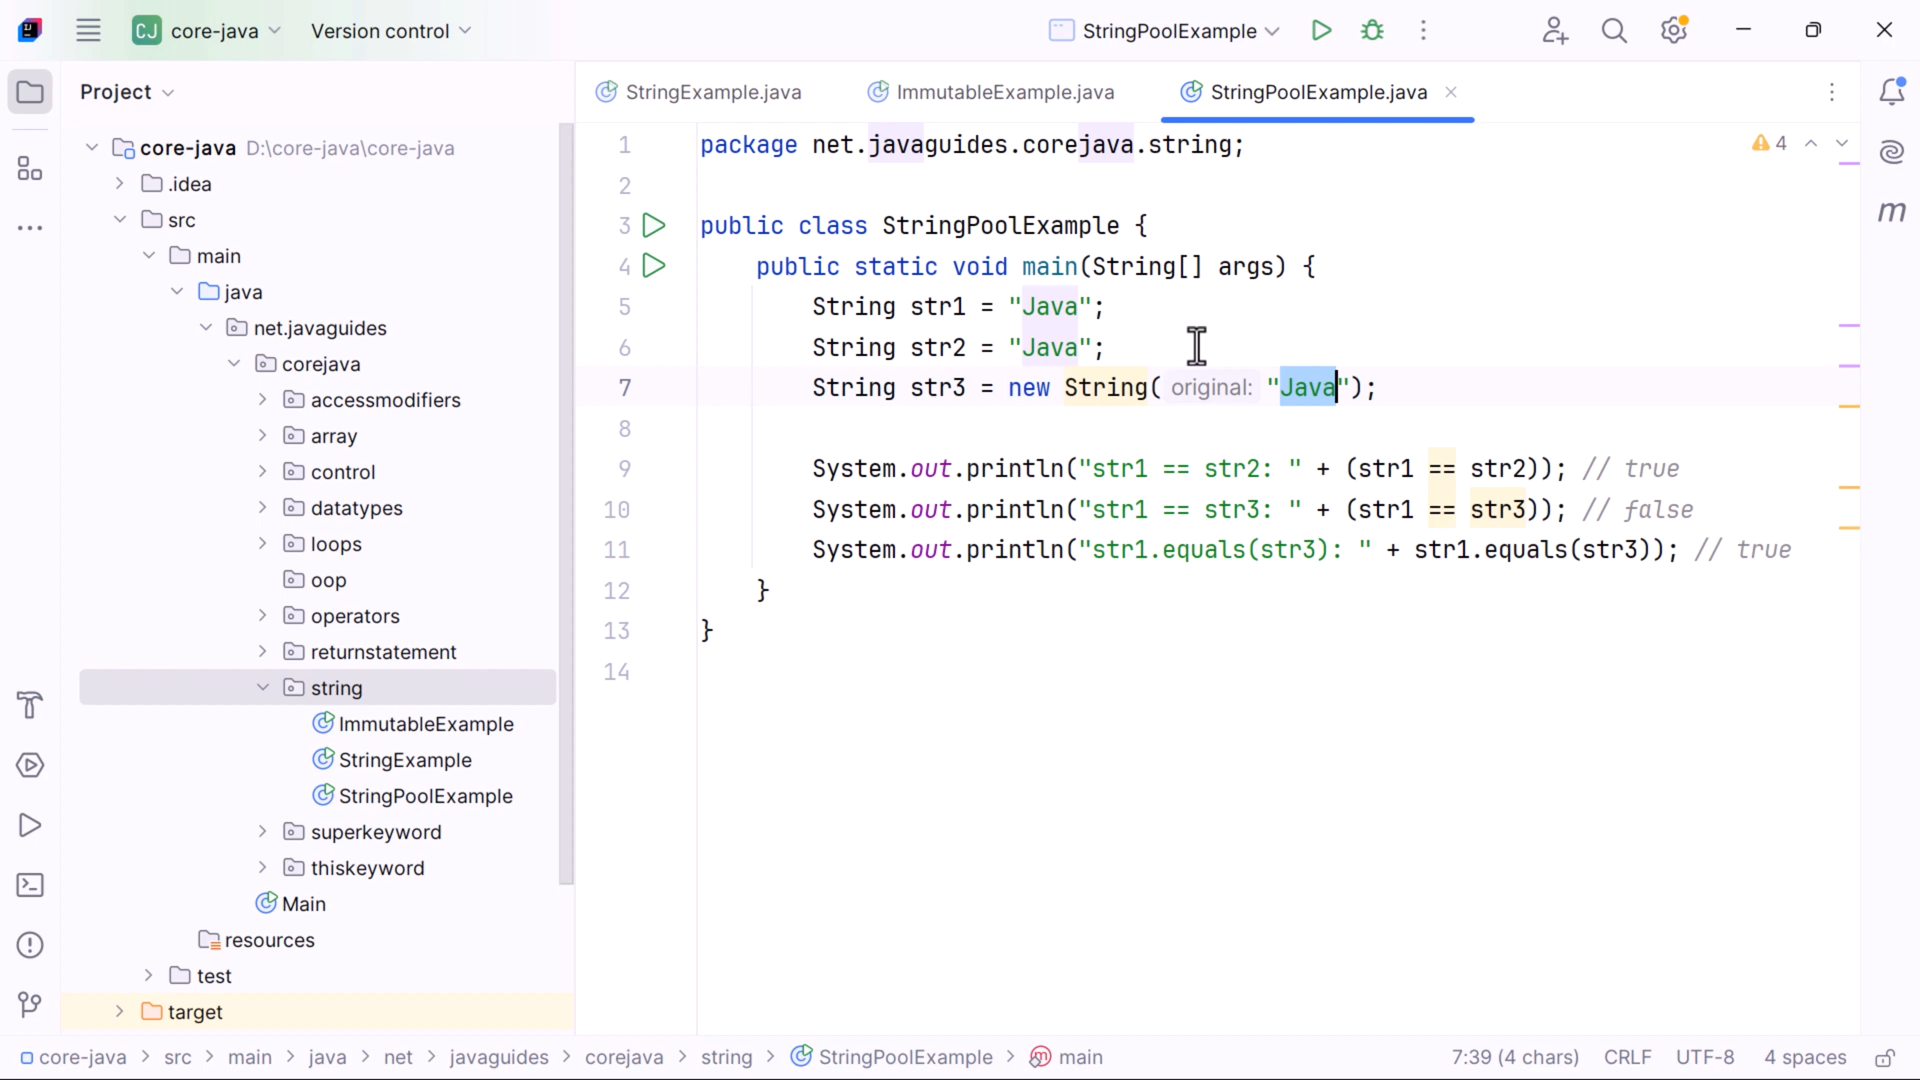 CJ core-java Version control StringPoolExample
Project
core-java D:\core-java\core-java
.idea
src
main
java
net.javaguides
corejava
accessmodifiers
array
control
datatypes
loops
oop
operators
returnstatement
string
ImmutableExample
StringExample
StringPoolExample
superkeyword
thiskeyword
Main
resources
test
target
StringExample.java ImmutableExample.java StringPoolExample.java
4
1 package net.javaguides.corejava.string;
2
3 public class StringPoolExample {
4 public static void main(String[] args) {
5 String str1 = "Java";
6 String str2 = "Java";
7 String str3 = new String( original: "Java");
8
9 System.out.println("str1 == str2: " + (str1 == str2)); // true
10 System.out.println("str1 == str3: " + (str1 == str3)); // false
11 System.out.println("str1.equals(str3): " + str1.equals(str3)); // true
12 }
13 }
14
m
core-java > src > main > java > net > javaguides > corejava > string > StringPoolExample > m main
7:39 (4 chars) CRLF UTF-8 4 spaces